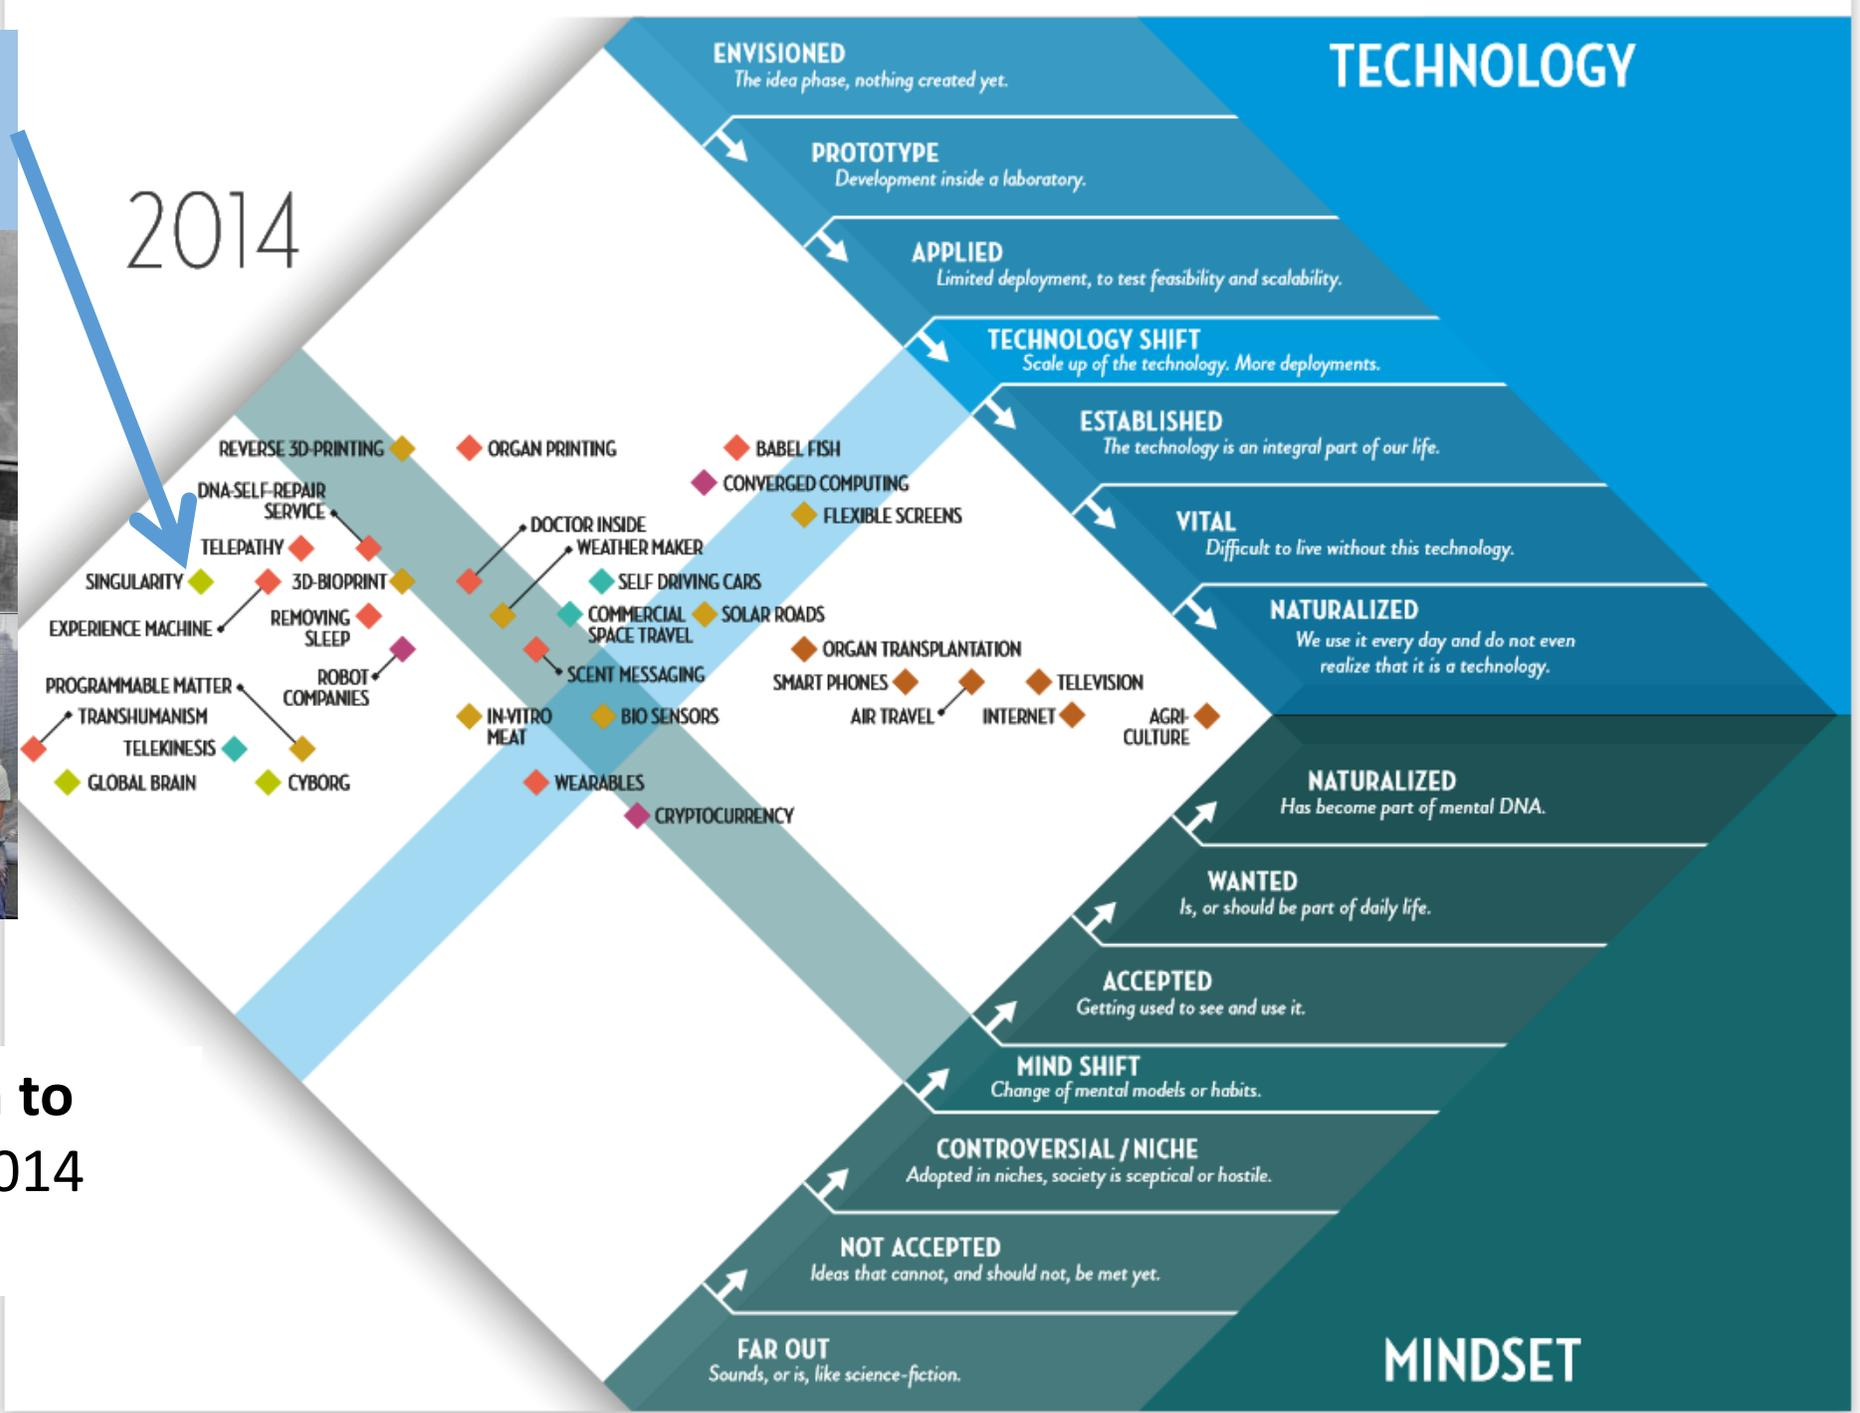 2014
TECHNOLOGY
ENVISIONED
The idea phase, nothing created yet.
PROTOTYPE
Development inside a laboratory.
APPLIED
Limited deployment, to test feasibility and scalability.
TECHNOLOGY SHIFT
Scale up of the technology. More deployments.
ESTABLISHED
The technology is an integral part of our life.
VITAL
Difficult to live without this technology.
NATURALIZED
We use it every day and do not even
realize that it is a technology.
REVERSE 3D-PRINTING
ORGAN PRINTING
BABEL FISH
CONVERGED COMPUTING
DNA-SELF-REPAIR
SERVICE
FLEXIBLE SCREENS
DOCTOR INSIDE
WEATHER MAKER
TELEPATHY
SINGULARITY
3D-BIOPRINT
SELF DRIVING CARS
EXPERIENCE MACHINE
REMOVING
SLEEP
COMMERCIAL
SPACE TRAVEL
SOLAR ROADS
ORGAN TRANSPLANTATION
ROBOT
COMPANIES
SCENT MESSAGING
PROGRAMMABLE MATTER
SMART PHONES
TELEVISION
TRANSHUMANISM
IN-VITRO
MEAT
BIO SENSORS
AIR TRAVEL
INTERNET
AGRI-
CULTURE
TELEKINESIS
GLOBAL BRAIN
CYBORG
WEARABLES
CRYPTOCURRENCY
NATURALIZED
Has become part of mental DNA.
WANTED
Is, or should be part of daily life.
ACCEPTED
Getting used to see and use it.
MIND SHIFT
Change of mental models or habits.
CONTROVERSIAL / NICHE
Adopted in niches, society is sceptical or hostile.
NOT ACCEPTED
Ideas that cannot, and should not, be met yet.
FAR OUT
Sounds, or is, like science-fiction.
MINDSET
to
014